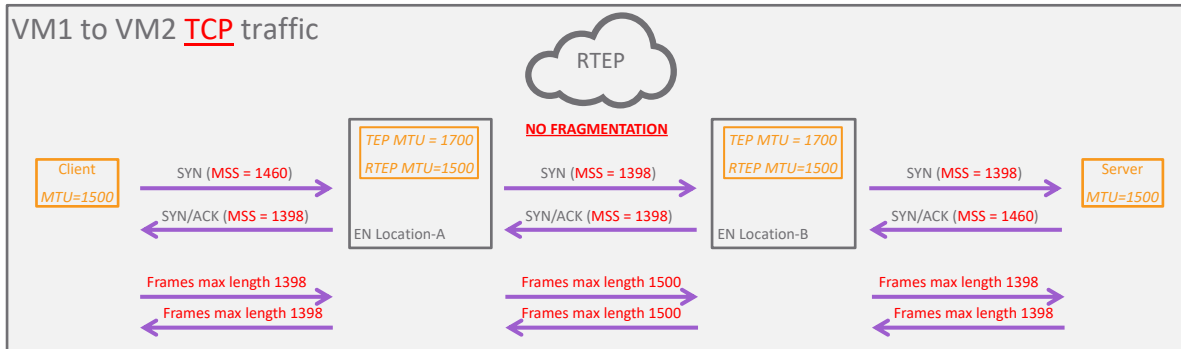 VM1 to VM2 TCP traffic
RTEP
NO FRAGMENTATION
Client
MTU=1500
SYN (MSS = 1460)
SYN/ACK (MSS = 1398)
TEP MTU = 1700
RTEP MTU=1500
EN Location-A
SYN (MSS = 1398)
SYN/ACK (MSS = 1398)
TEP MTU = 1700
RTEP MTU=1500
EN Location-B
SYN (MSS = 1398)
SYN/ACK (MSS = 1460)
Server
MTU=1500
Frames max length 1398
Frames max length 1398
Frames max length 1500
Frames max length 1500
Frames max length 1398
Frames max length 1398